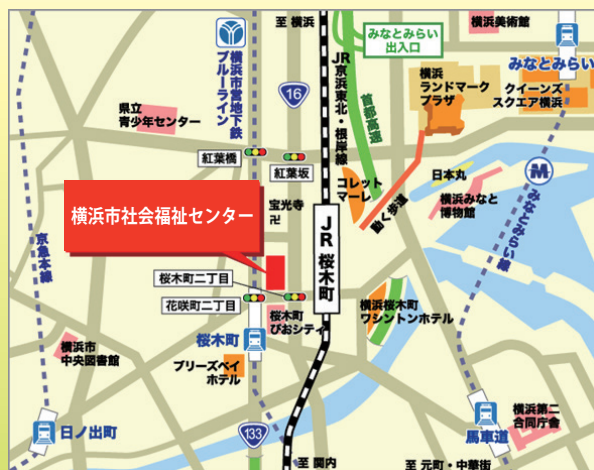 至 横浜
みなとみらい
出入口
横浜美術館
みなとみらい
横浜市営地下鉄
ブルーライン
16
JR京浜東北・根岸線
首都高速
横浜
ランドマーク
プラザ
クイーンズ
スクエア横浜
県立
青少年センター
紅葉橋
紅葉坂
コレット
マーレ
動く歩道
日本丸
横浜みなと
博物館
M
みなとみらい線
横浜市社会福祉センター
宝光寺
卍
JR 桜木町
京急本線
桜木町二丁目
花咲町二丁目
桜木町
ぴおシティ
横浜桜木町
ワシントンホテル
桜木町
横浜市
中央図書館
ブリーズベイ
ホテル
日ノ出町
133
至 関内
馬車道
横浜第二
合同庁舎
至 元町・中華街